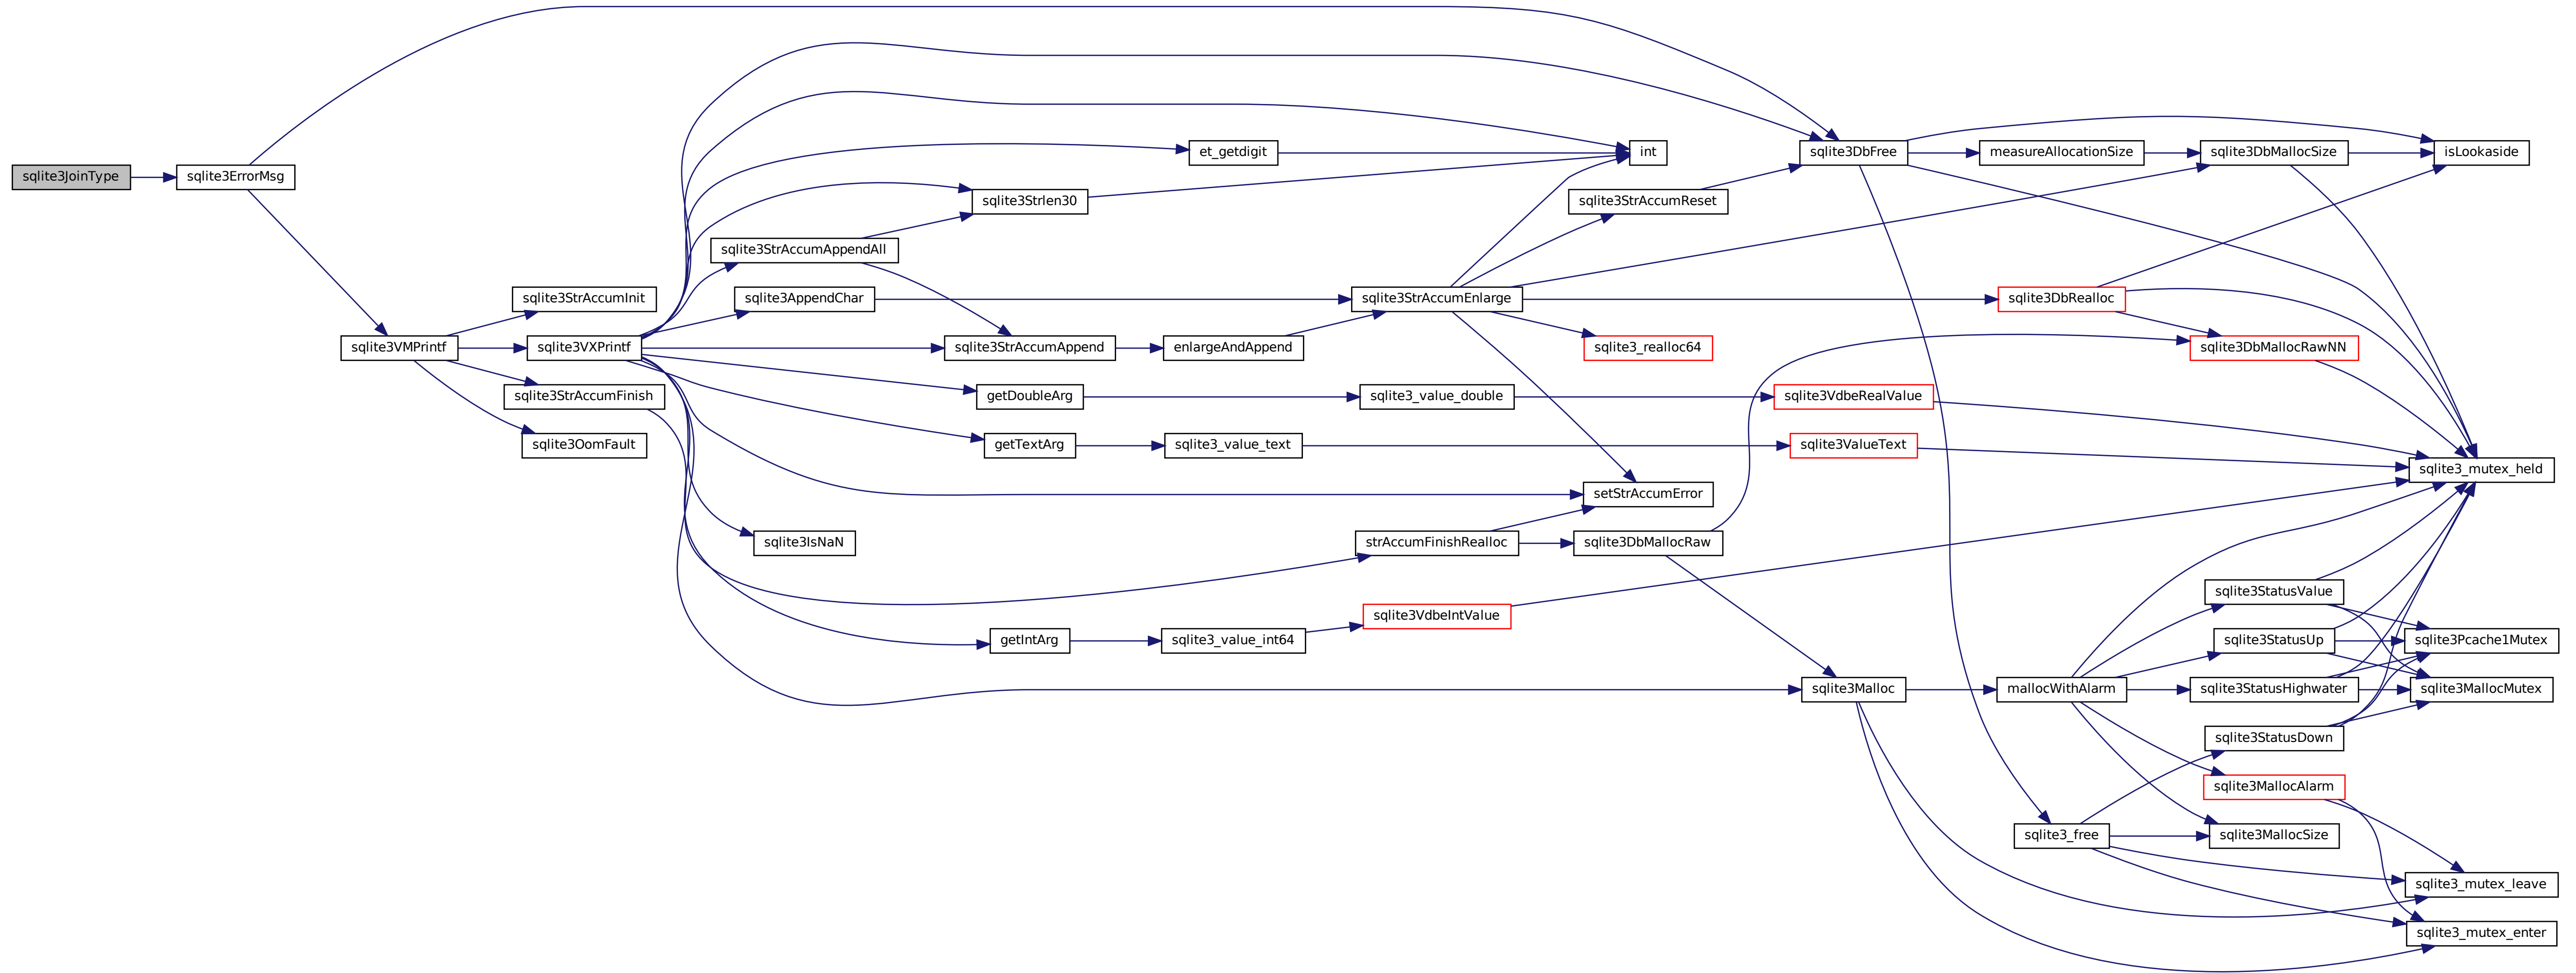 sqlite3JoinType
sqlite3ErrorMsg
sqlite3VMPrintf
sqlite3StrAccumInit
sqlite3VXPrintf
sqlite3StrAccumFinish
sqlite3OomFault
sqlite3StrAccumAppendAll
sqlite3AppendChar
sqlite3IsNaN
et_getdigit
sqlite3Strlen30
sqlite3StrAccumAppend
enlargeAndAppend
getDoubleArg
getTextArg
getIntArg
sqlite3_value_double
sqlite3_value_text
sqlite3_value_int64
sqlite3StrAccumEnlarge
strAccumFinishRealloc
sqlite3VdbeIntValue
int
sqlite3StrAccumReset
sqlite3_realloc64
setStrAccumError
sqlite3DbMallocRaw
sqlite3DbFree
sqlite3VdbeRealValue
sqlite3ValueText
sqlite3Malloc
measureAllocationSize
sqlite3DbRealloc
mallocWithAlarm
sqlite3_free
sqlite3DbMallocSize
sqlite3DbMallocRawNN
sqlite3StatusValue
sqlite3StatusUp
sqlite3StatusHighwater
sqlite3StatusDown
sqlite3MallocAlarm
sqlite3MallocSize
isLookaside
sqlite3_mutex_held
sqlite3Pcache1Mutex
sqlite3MallocMutex
sqlite3_mutex_leave
sqlite3_mutex_enter